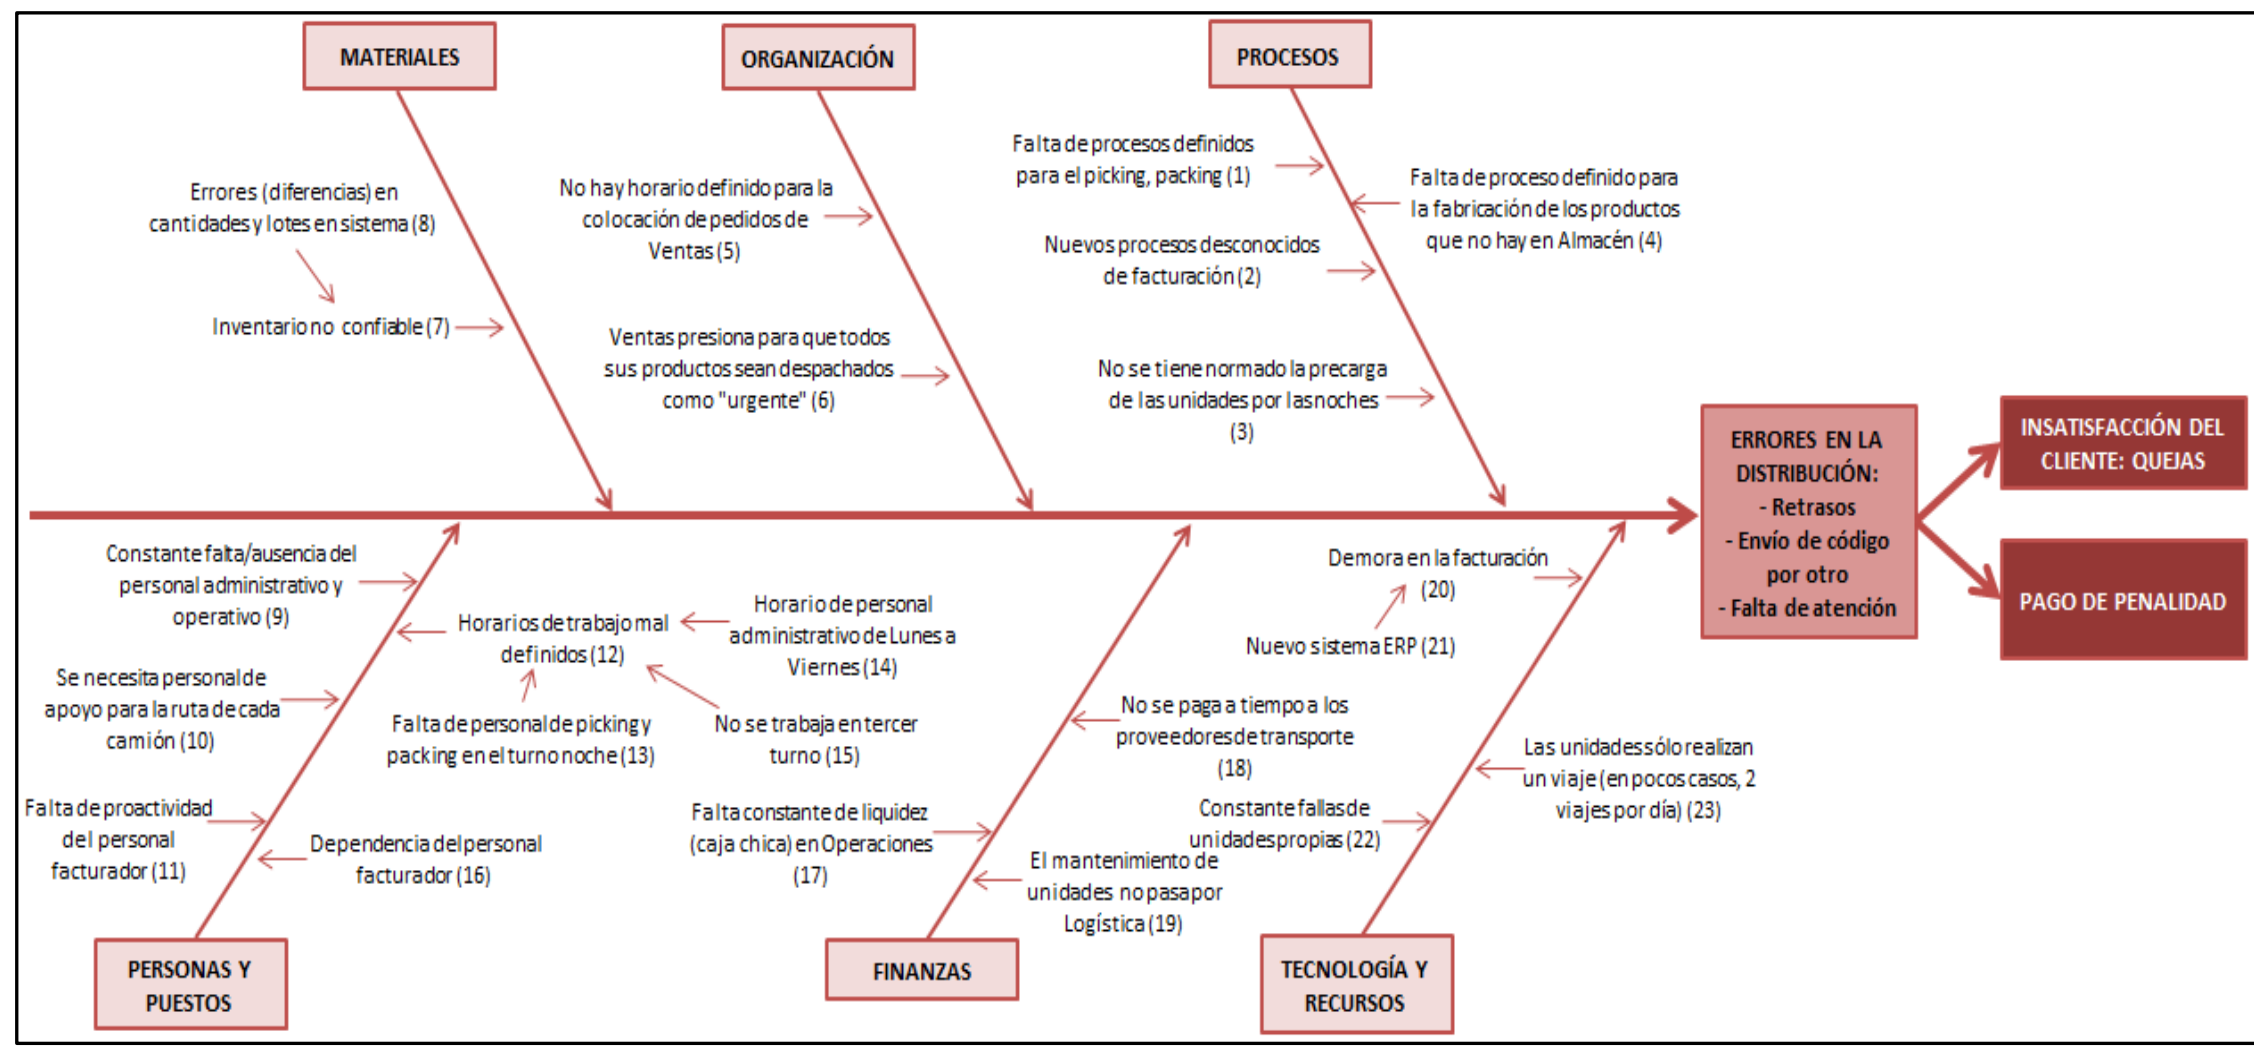 MATERIALES
ORGANIZACIÓN
PROCESOS
Errores (diferencias) en
cantidades y lotes en sistema (8)
Inventario no confiable (7)
No hay horario definido para la
colocación de pedidos de
Ventas (5)
Ventas presiona para que todos
sus productos sean despachados
como "urgente" (6)
Falta de procesos definidos
para el picking, packing (1)
Falta de proceso definido para
la fabricación de los productos
que no hay en Almacén (4)
Nuevos procesos desconocidos
de facturación (2)
No se tiene normado la precarga
de las unidades por las noches
(3)
ERRORES EN LA
DISTRIBUCIÓN:
- Retrasos
- Envío de código
por otro
- Falta de atención
INSATISFACCIÓN DEL
CLIENTE: QUEJAS
PAGO DE PENALIDAD
Constante falta/ausencia del
personal administrativo y
operativo (9)
Se necesita personal de
apoyo para la ruta de cada
camión (10)
Falta de proactividad
del personal
facturador (11)
Horarios de trabajo mal
definidos (12)
Falta de personal de picking y
packing en el turno noche (13)
Horario de personal
administrativo de Lunes a
Viernes (14)
No se trabaja en tercer
turno (15)
Dependencia del personal
facturador (16)
Falta constante de liquidez
(caja chica) en Operaciones
(17)
No se paga a tiempo a los
proveedores de transporte
(18)
El mantenimiento de
unidades no pasa por
Logística (19)
Demora en la facturación
(20)
Nuevo sistema ERP (21)
Constante fallas de
unidades propias (22)
Las unidades sólo realizan
un viaje (en pocos casos, 2
viajes por día) (23)
PERSONAS Y
PUESTOS
FINANZAS
TECNOLOGÍA Y
RECURSOS